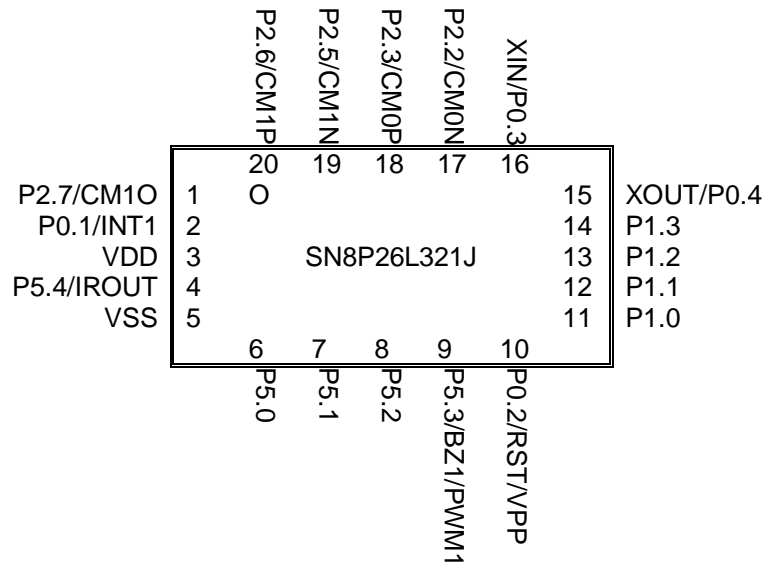 P2.6/CM1P
P2.5/CM1N
P2.3/CM0P
P2.2/CM0N
XIN/P0.3
20 19 18 17 16
P2.7/CM1O 1 O 15 XOUT/P0.4
P0.1/INT1 2 14 P1.3
VDD 3 SN8P26L321J 13 P1.2
P5.4/IROUT 4 12 P1.1
VSS 5 11 P1.0
6 7 8 9 10
P5.0
P5.1
P5.2
P5.3/BZ1/PWM1
P0.2/RST/VPP